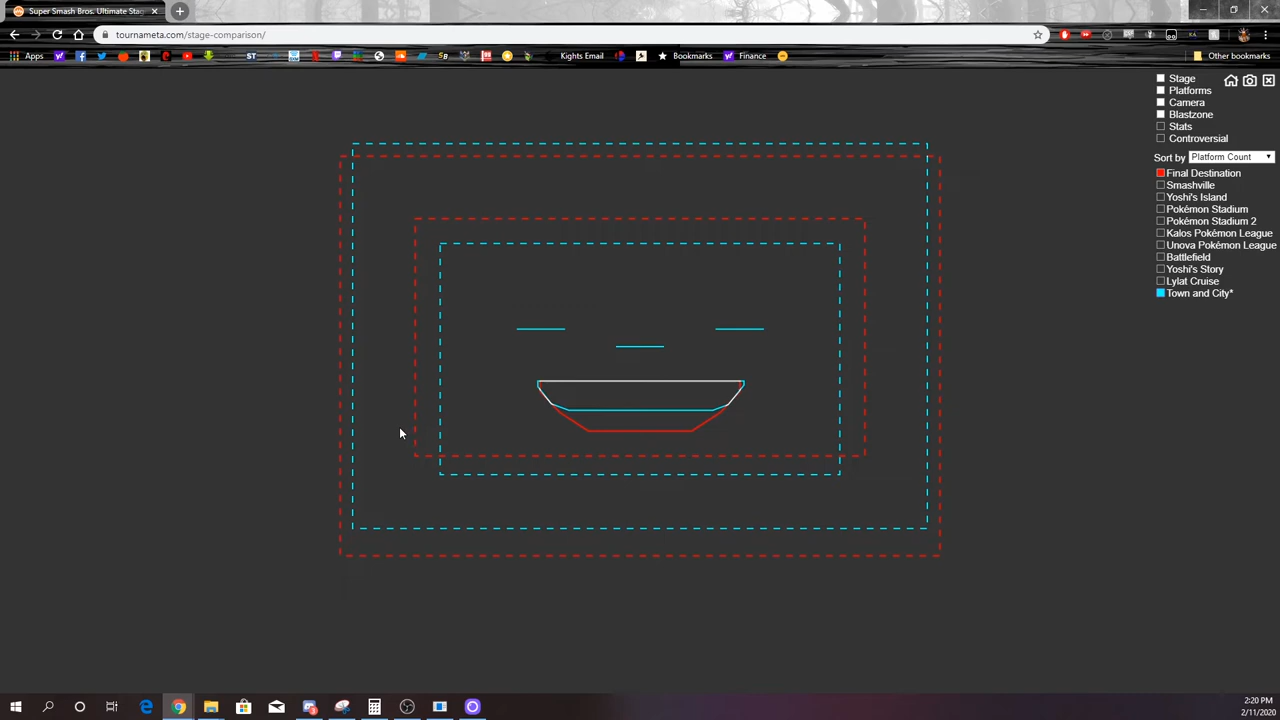 Super Smash Bros. Ultimate Stag
tournameta.com/stage-comparison/
Apps
Kights Email
Bookmarks
Finance
Other bookmarks
Stage
Platforms
Camera
Blastzone
Stats
Controversial
Sort by Platform Count
Final Destination
Smashville
Yoshi's Island
Pokémon Stadium
Pokémon Stadium 2
Kalos Pokémon League
Unova Pokémon League
Battlefield
Yoshi's Story
Lylat Cruise
Town and City*
2:20 PM
2/11/2020